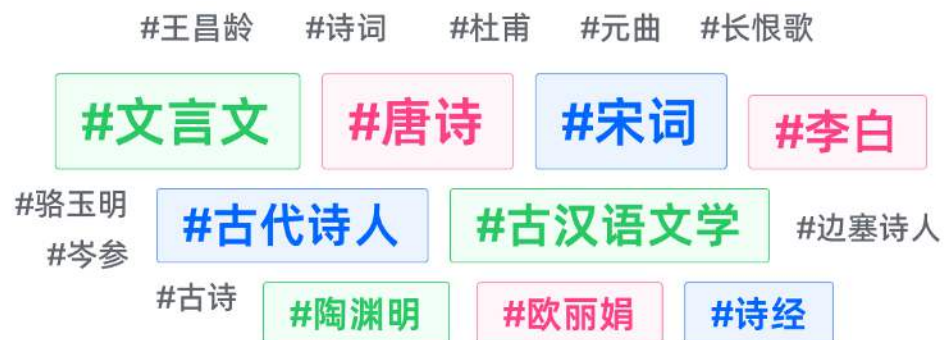 #王昌龄 #诗词 #杜甫 #元曲 #长恨歌
#文言文 #唐诗 #宋词 #李白
#骆玉明 #古代诗人 #古汉语文学 #边塞诗人
#岑参
#古诗 #陶渊明 #欧丽娟 #诗经